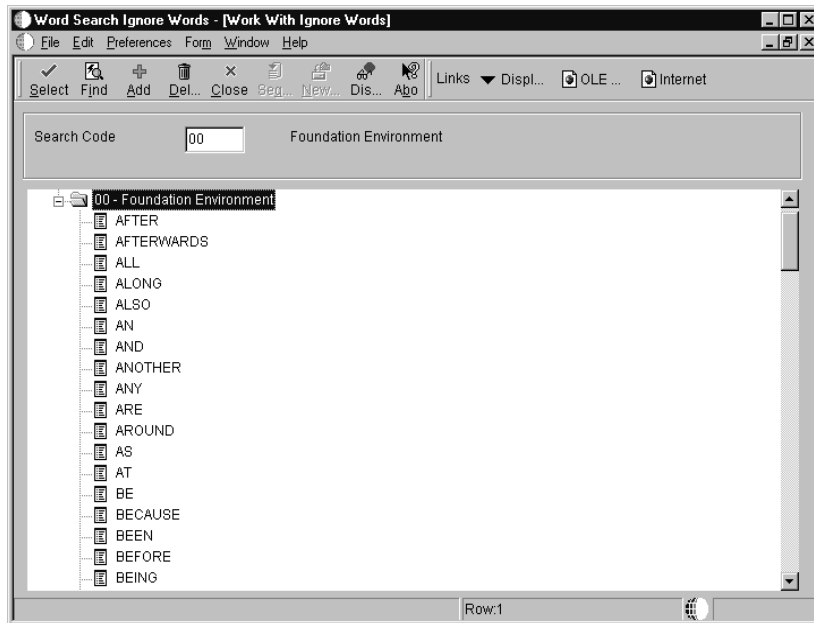 Word Search Ignore Words - [Work With Ignore Words]
File Edit Preferences Form Window Help
Select Find Add Del... Close Seq... New... Dis... Abo Links Displ... OLE ... Internet
Search Code 00 Foundation Environment
00 - Foundation Environment
AFTER
AFTERWARDS
ALL
ALONG
ALSO
AN
AND
ANOTHER
ANY
ARE
AROUND
AS
AT
BE
BECAUSE
BEEN
BEFORE
BEING
Row:1